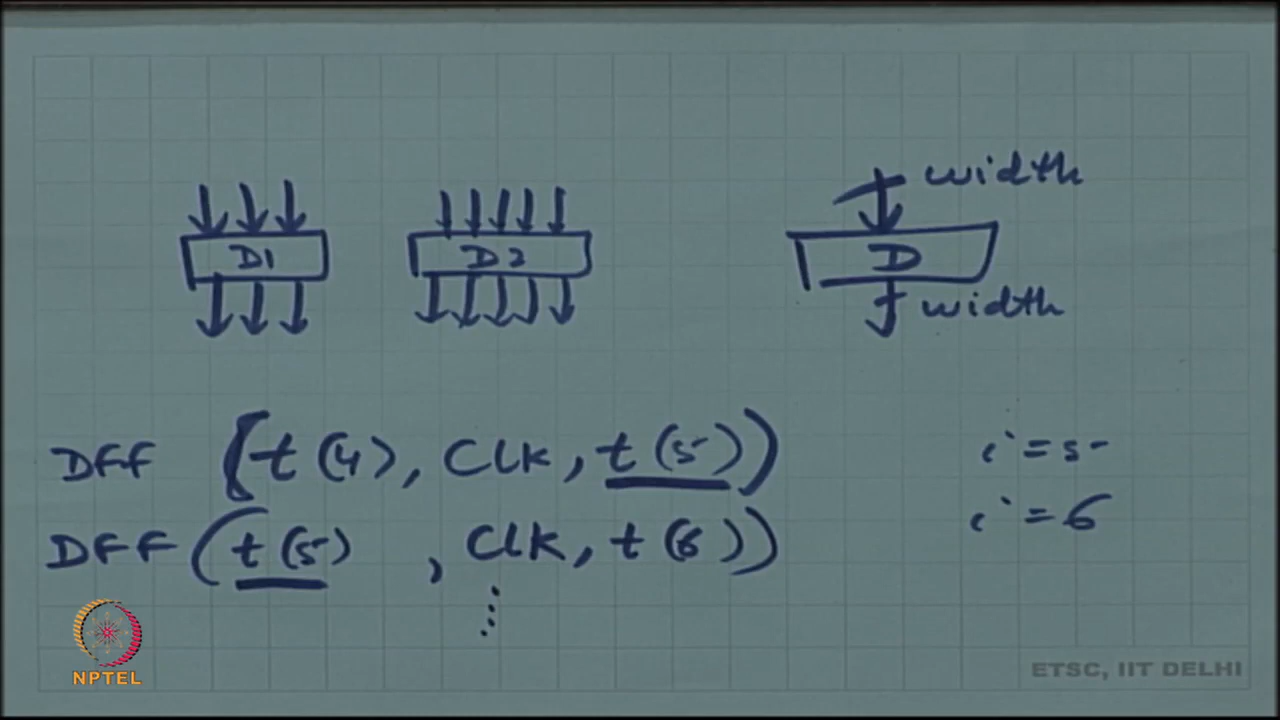 width
D1 D2 D
width
DFF (t(4), Clk, t(5)) i=5
DFF(t(5) , Clk, t(6)) i=6
NPTEL
ETSC, IIT DELHI